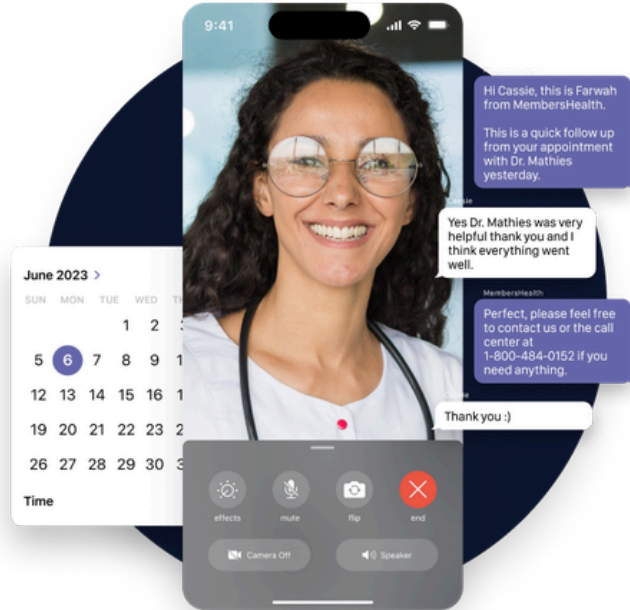 9:41
Hi Cassie, this is Farwah
from MembersHealth.
This is a quick follow up
from your appointment
with Dr. Mathies
yesterday.
Yes Dr. Mathies was very
helpful thank you and I
think everything went
well.
MembersHealth
Perfect, please feel free
to contact us or the call
center at
1-800-484-0152 if you
need anything.
Thank you :)
June 2023 >
SUN MON TUE WED
1 2
5 6 7 8 9
12 13 14 15 16
19 20 21 22 23
26 27 28 29 30
Time
effects mute flip end
Camera Off Speaker